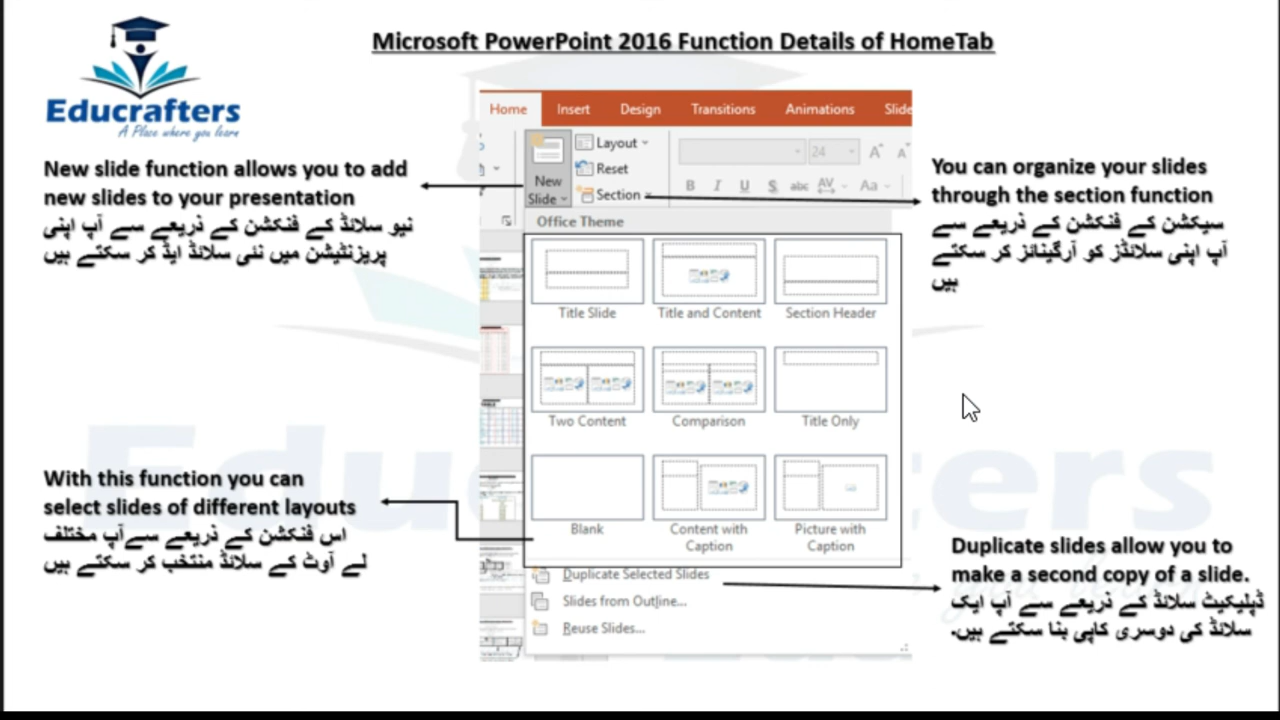 Educrafters
A Place where you learn
Microsoft PowerPoint 2016 Function Details of HomeTab
New slide function allows you to add
new slides to your presentation
نیو سلائڈ کے فنکشن کے ذریعے سے آپ اپنی
پریزنٹیشن میں نئی سلائڈ ایڈ کر سکتے ہیں
With this function you can
select slides of different layouts
اس فنکشن کے ذریعے سےآپ مختلف
لے آوٹ کے سلائڈ منتخب کر سکتے ہیں
Home Insert Design Transitions Animations Slide
New
Slide
Layout
Reset
Section
24
B I U S abc AV Aa
Office Theme
Title Slide
Title and Content
Section Header
Two Content
Comparison
Title Only
Blank
Content with
Caption
Picture with
Caption
Duplicate Selected Slides
Slides from Outline...
Reuse Slides...
You can organize your slides
through the section function
سیکشن کے فنکشن کے ذریعے سے
آپ اپنی سلائڈز کو آرگینائز کر سکتے
ہیں
Duplicate slides allow you to
make a second copy of a slide.
ڈپلیکیٹ سلائڈ کے ذریعے سے آپ ایک
سلائڈ کی دوسری کاپی بنا سکتے ہیں.